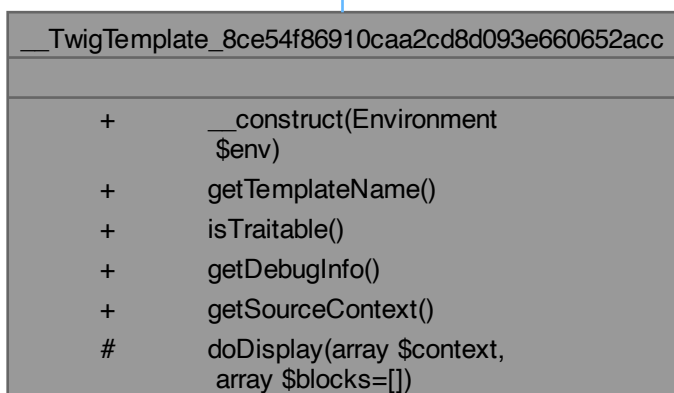 __TwigTemplate_8ce54f86910caa2cd8d093e660652acc
+ __construct(Environment
$env)
+ getTemplateName()
+ isTraitable()
+ getDebugInfo()
+ getSourceContext()
# doDisplay(array $context,
array $blocks=[])